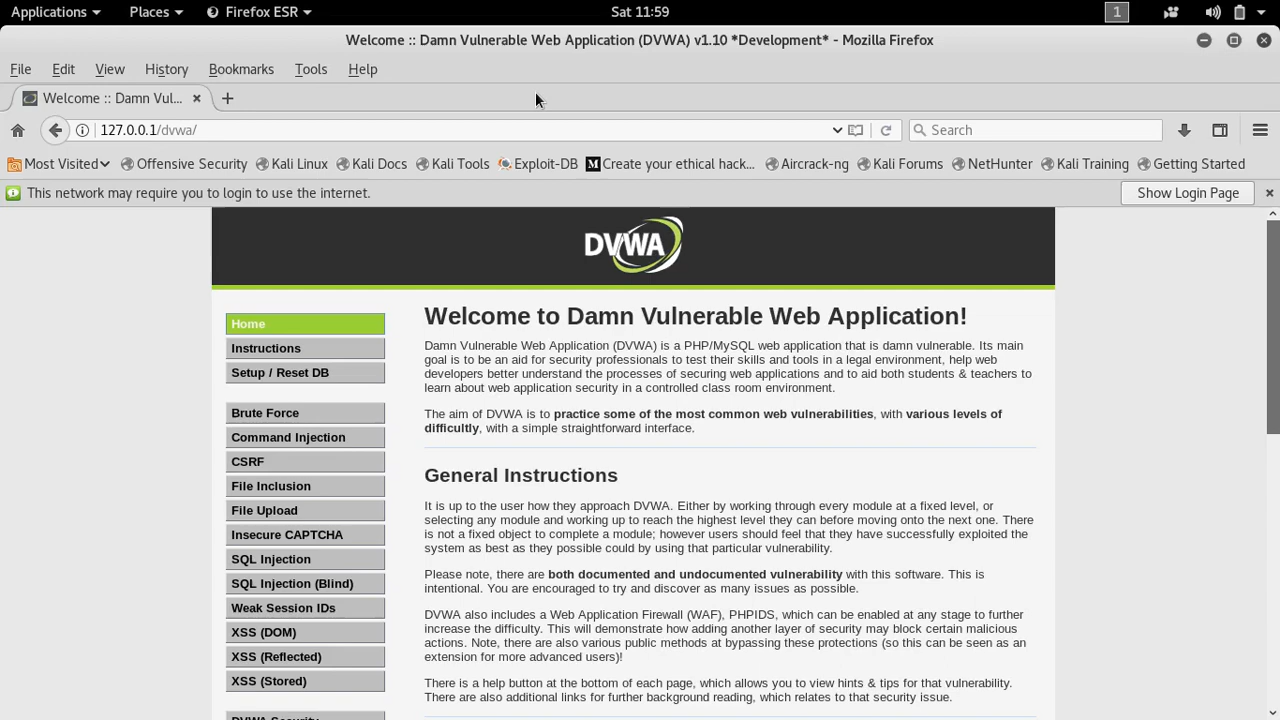 Applications Places Firefox ESR Sat 11:59 1
Welcome :: Damn Vulnerable Web Application (DVWA) v1.10 *Development* - Mozilla Firefox
File Edit View History Bookmarks Tools Help
Welcome :: Damn Vul...
127.0.0.1/dvwa/ Search
Most Visited Offensive Security Kali Linux Kali Docs Kali Tools Exploit-DB Create your ethical hack... Aircrack-ng Kali Forums NetHunter Kali Training Getting Started
This network may require you to login to use the internet. Show Login Page
DVWA
Home
Instructions
Setup / Reset DB
Brute Force
Command Injection
CSRF
File Inclusion
File Upload
Insecure CAPTCHA
SQL Injection
SQL Injection (Blind)
Weak Session IDs
XSS (DOM)
XSS (Reflected)
XSS (Stored)
DVWA Security
Welcome to Damn Vulnerable Web Application!
Damn Vulnerable Web Application (DVWA) is a PHP/MySQL web application that is damn vulnerable. Its main
goal is to be an aid for security professionals to test their skills and tools in a legal environment, help web
developers better understand the processes of securing web applications and to aid both students & teachers to
learn about web application security in a controlled class room environment.
The aim of DVWA is to practice some of the most common web vulnerabilities, with various levels of
difficultly, with a simple straightforward interface.
General Instructions
It is up to the user how they approach DVWA. Either by working through every module at a fixed level, or
selecting any module and working up to reach the highest level they can before moving onto the next one. There
is not a fixed object to complete a module; however users should feel that they have successfully exploited the
system as best as they possible could by using that particular vulnerability.
Please note, there are both documented and undocumented vulnerability with this software. This is
intentional. You are encouraged to try and discover as many issues as possible.
DVWA also includes a Web Application Firewall (WAF), PHPIDS, which can be enabled at any stage to further
increase the difficulty. This will demonstrate how adding another layer of security may block certain malicious
actions. Note, there are also various public methods at bypassing these protections (so this can be seen as an
extension for more advanced users)!
There is a help button at the bottom of each page, which allows you to view hints & tips for that vulnerability.
There are also additional links for further background reading, which relates to that security issue.